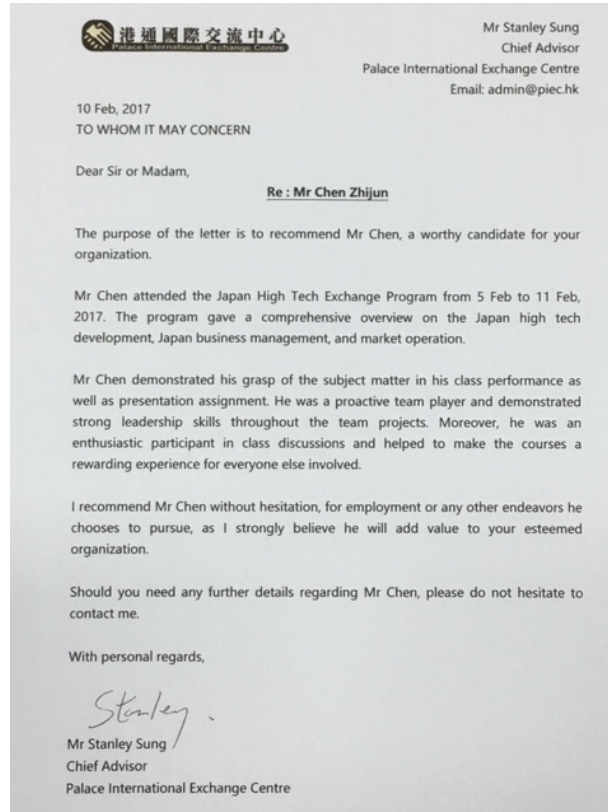 港通國際交流中心
Palace International Exchange Centre
Mr Stanley Sung
Chief Advisor
Palace International Exchange Centre
Email: admin@piec.hk
10 Feb, 2017
TO WHOM IT MAY CONCERN
Dear Sir or Madam,
Re : Mr Chen Zhijun
The purpose of the letter is to recommend Mr Chen, a worthy candidate for your
organization.
Mr Chen attended the Japan High Tech Exchange Program from 5 Feb to 11 Feb,
2017. The program gave a comprehensive overview on the Japan high tech
development, Japan business management, and market operation.
Mr Chen demonstrated his grasp of the subject matter in his class performance as
well as presentation assignment. He was a proactive team player and demonstrated
strong leadership skills throughout the team projects. Moreover, he was an
enthusiastic participant in class discussions and helped to make the courses a
rewarding experience for everyone else involved.
I recommend Mr Chen without hesitation, for employment or any other endeavors he
chooses to pursue, as I strongly believe he will add value to your esteemed
organization.
Should you need any further details regarding Mr Chen, please do not hesitate to
contact me.
With personal regards,
Stanley.
Mr Stanley Sung
Chief Advisor
Palace International Exchange Centre